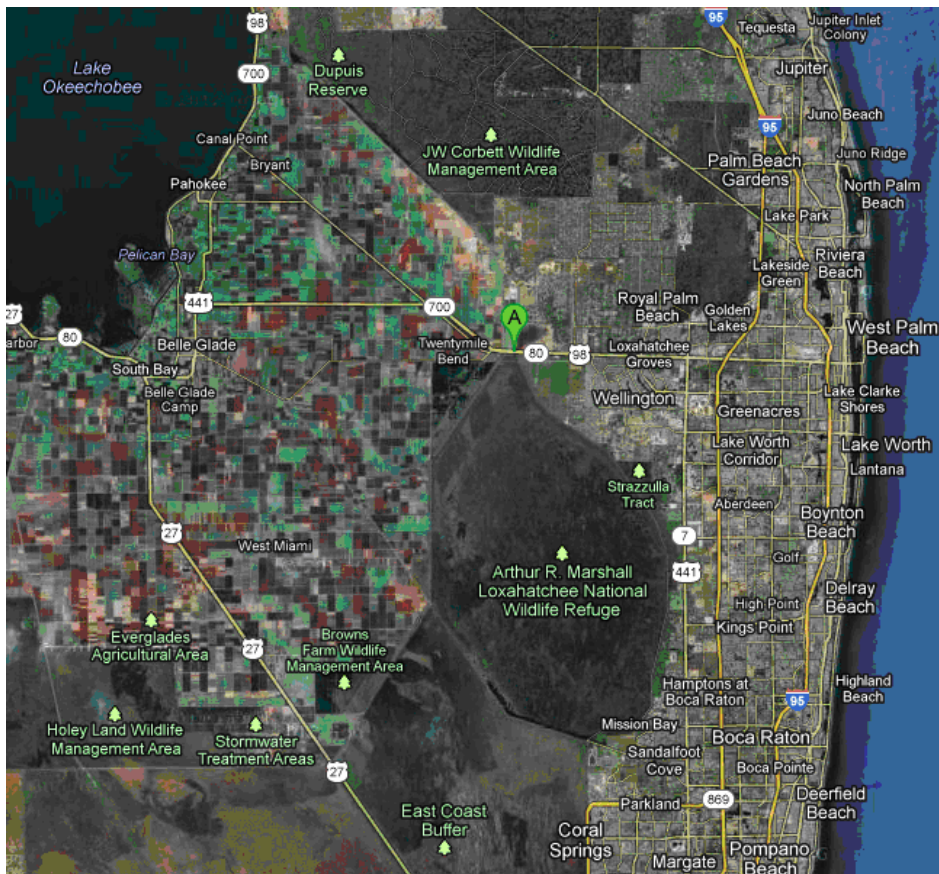 98
95
Tequesta
Jupiter Inlet
Colony
Lake
Okeechobee
700
Dupuis
Reserve
Jupiter
Juno Beach
95
Canal Point
JW Corbett Wildlife
Management Area
Bryant
Palm Beach
Gardens
Juno Ridge
Pahokee
North Palm
Beach
Lake Park
Pelican Bay
Riviera
Beach
Lakeside
Green
441
700
Royal Palm
Beach
Golden
Lakes
27
A
80
arbor
Belle Glade
Twentymile
Bend
80
98
Loxahatchee
Groves
West Palm
Beach
South Bay
Belle Glade
Camp
Wellington
Lake Clarke
Shores
Greenacres
Lake Worth
Corridor
Lake Worth
Lantana
Strazzulla
Tract
Aberdeen
Boynton
Beach
27
West Miami
7
Golf
441
Arthur R. Marshall
Loxahatchee National
Wildlife Refuge
Delray
Beach
High Point
Kings Point
Everglades
Agricultural Area
27
Browns
Farm Wildlife
Management Area
Hamptons at
Boca Raton
Highland
Beach
95
Holey Land Wildlife
Management Area
Stormwater
Treatment Areas
Mission Bay
Boca Raton
Sandalfoot
Cove
27
Boca Pointe
Parkland
869
Deerfield
Beach
East Coast
Buffer
Coral
Springs
Margate
Pompano
Beach